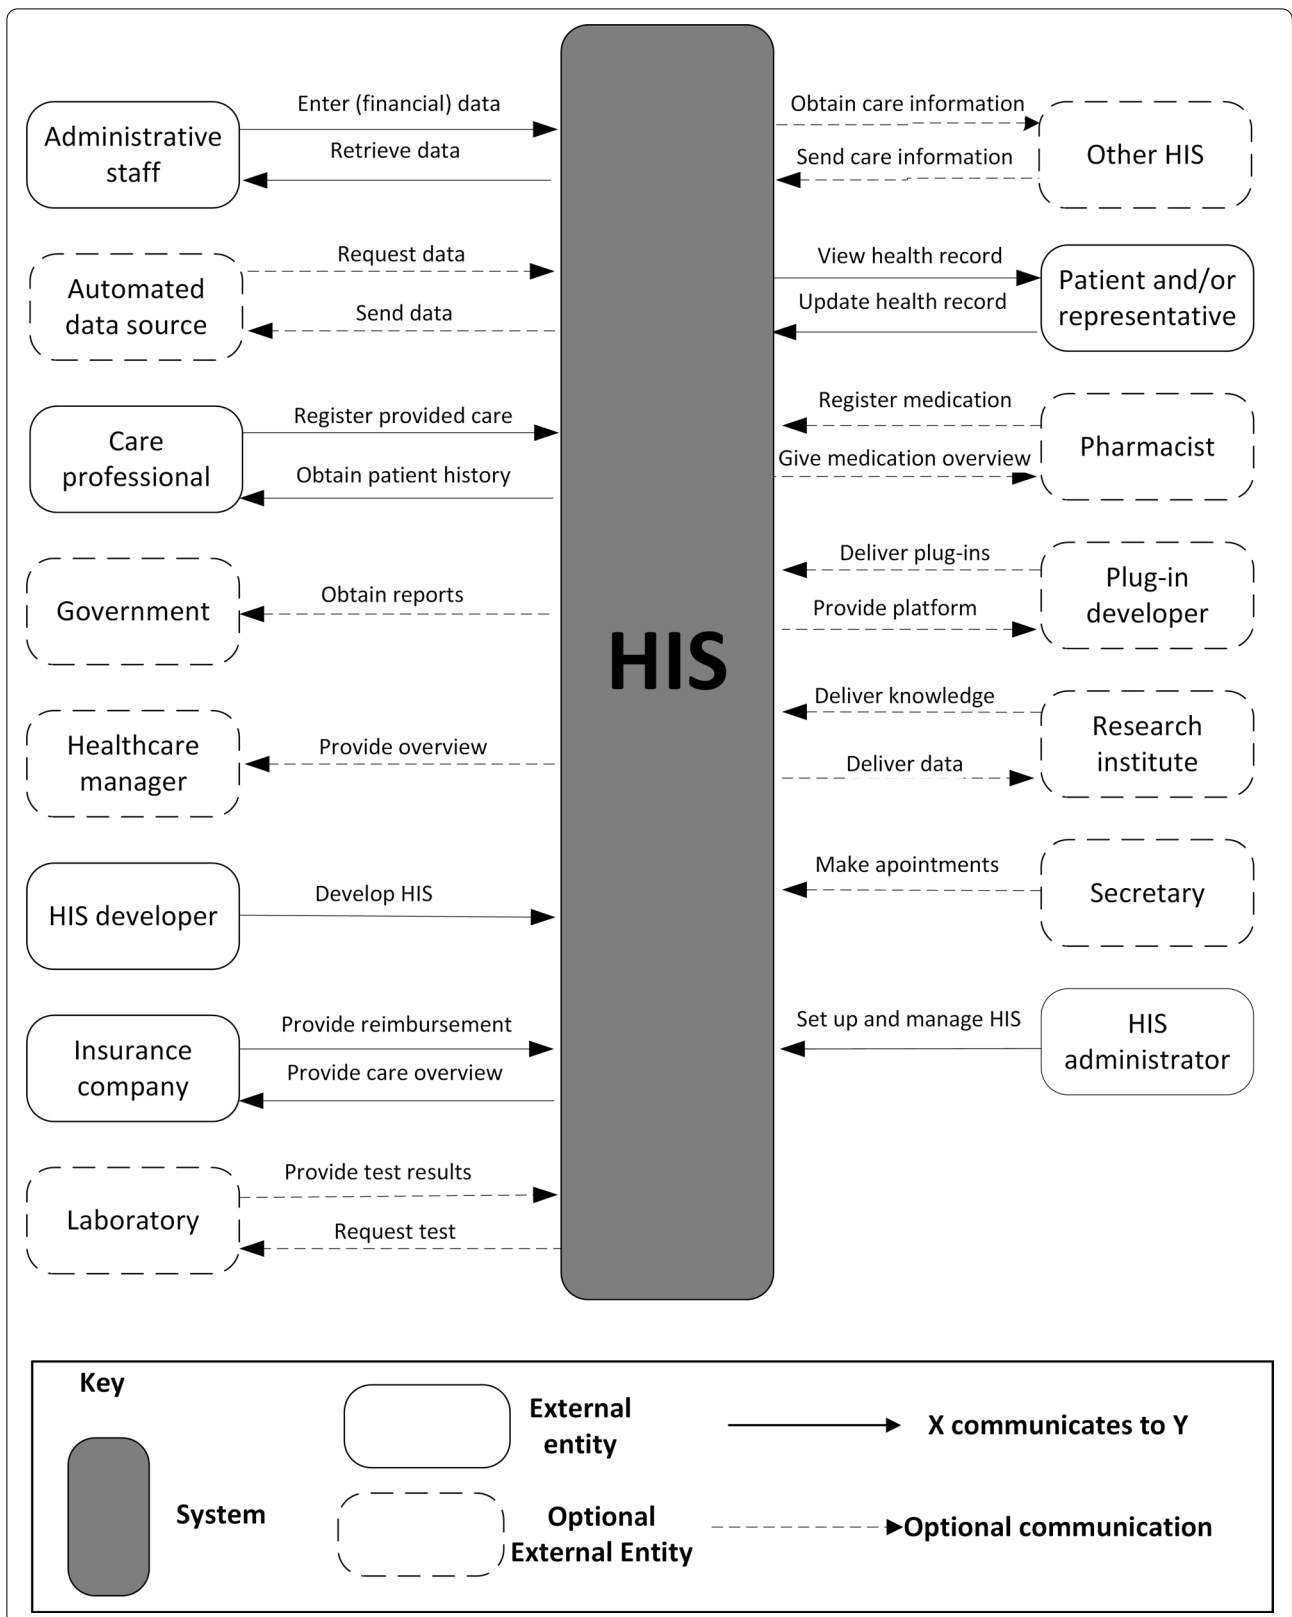 Enter (financial) data
Retrieve data
Administrative
staff
Request data
Send data
Automated
data source
Register provided care
Obtain patient history
Care
professional
Obtain reports
Government
Provide overview
Healthcare
manager
Develop HIS
HIS developer
Provide reimbursement
Provide care overview
Insurance
company
Provide test results
Request test
Laboratory
HIS
Obtain care information
Send care information
Other HIS
View health record
Update health record
Patient and/or
representative
Register medication
Give medication overview
Pharmacist
Deliver plug-ins
Provide platform
Plug-in
developer
Deliver knowledge
Deliver data
Research
institute
Make apointments
Secretary
Set up and manage HIS
HIS
administrator
Key
System
External
entity
Optional
External Entity
X communicates to Y
Optional communication